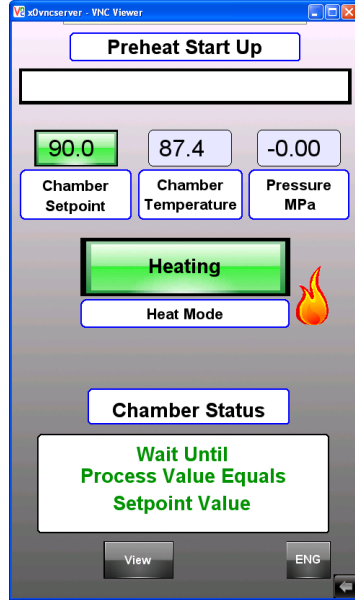 x0vncserver - VNC Viewer
Preheat Start Up
90.0
87.4
-0.00
Chamber
Setpoint
Chamber
Temperature
Pressure
MPa
Heating
Heat Mode
Chamber Status
Wait Until
Process Value Equals
Setpoint Value
View
ENG